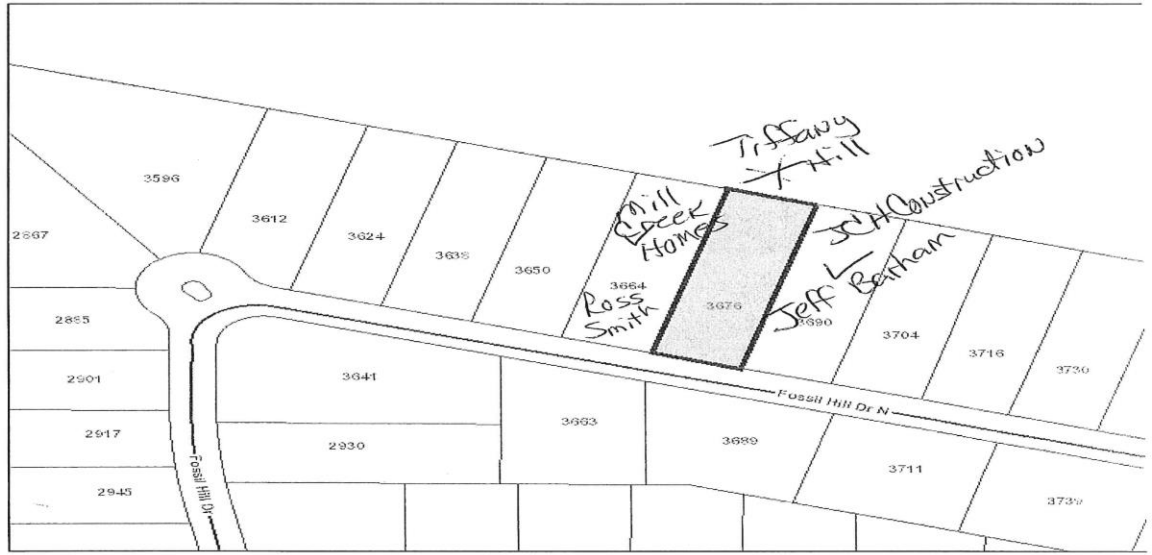 Tiffany
Hill
JCH Construction
Jeff Barham
Mill
Creek
Homes
Ross
Smith
3596
3612
3624
3638
3650
3664
3676
3690
3704
3716
3730
2867
2885
2901
2917
2945
3641
2930
3663
3689
3711
Fossil Hill Dr N
Fossil Hill Dr